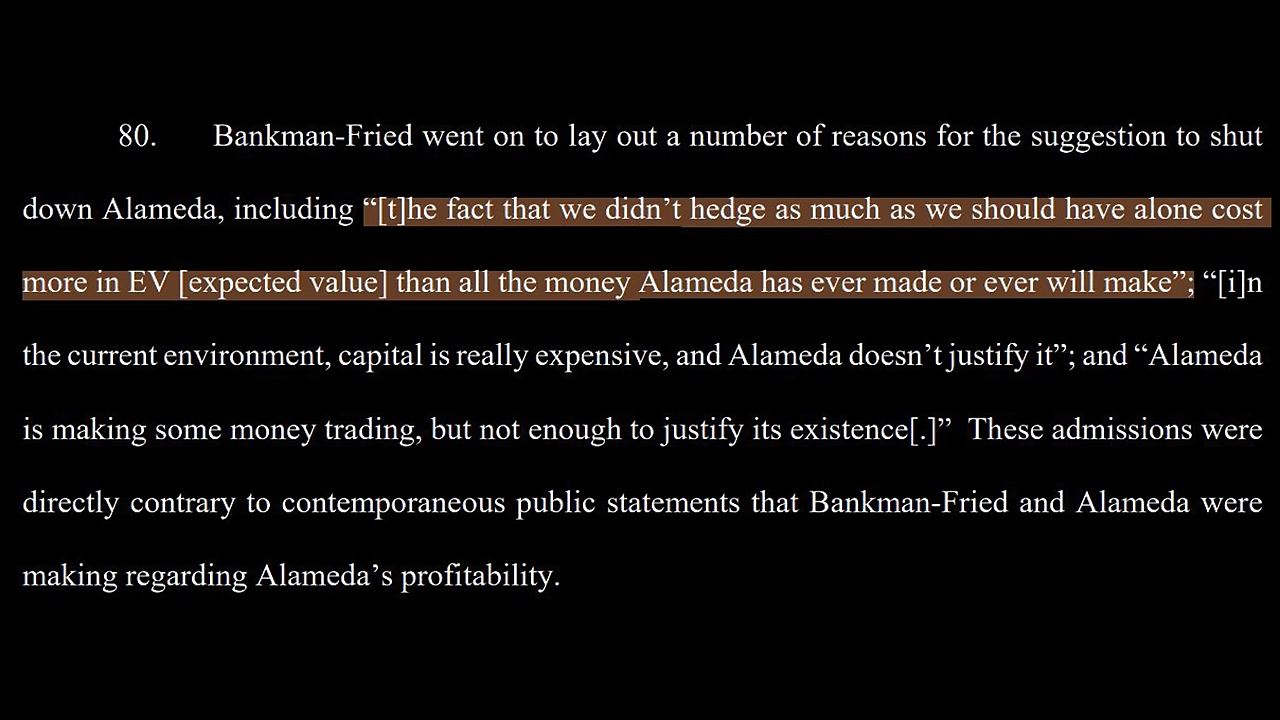 80. Bankman-Fried went on to lay out a number of reasons for the suggestion to shut
down Alameda, including “[t]he fact that we didn’t hedge as much as we should have alone cost
more in EV [expected value] than all the money Alameda has ever made or ever will make”; “[i]n
the current environment, capital is really expensive, and Alameda doesn’t justify it”; and “Alameda
is making some money trading, but not enough to justify its existence[.]” These admissions were
directly contrary to contemporaneous public statements that Bankman-Fried and Alameda were
making regarding Alameda’s profitability.